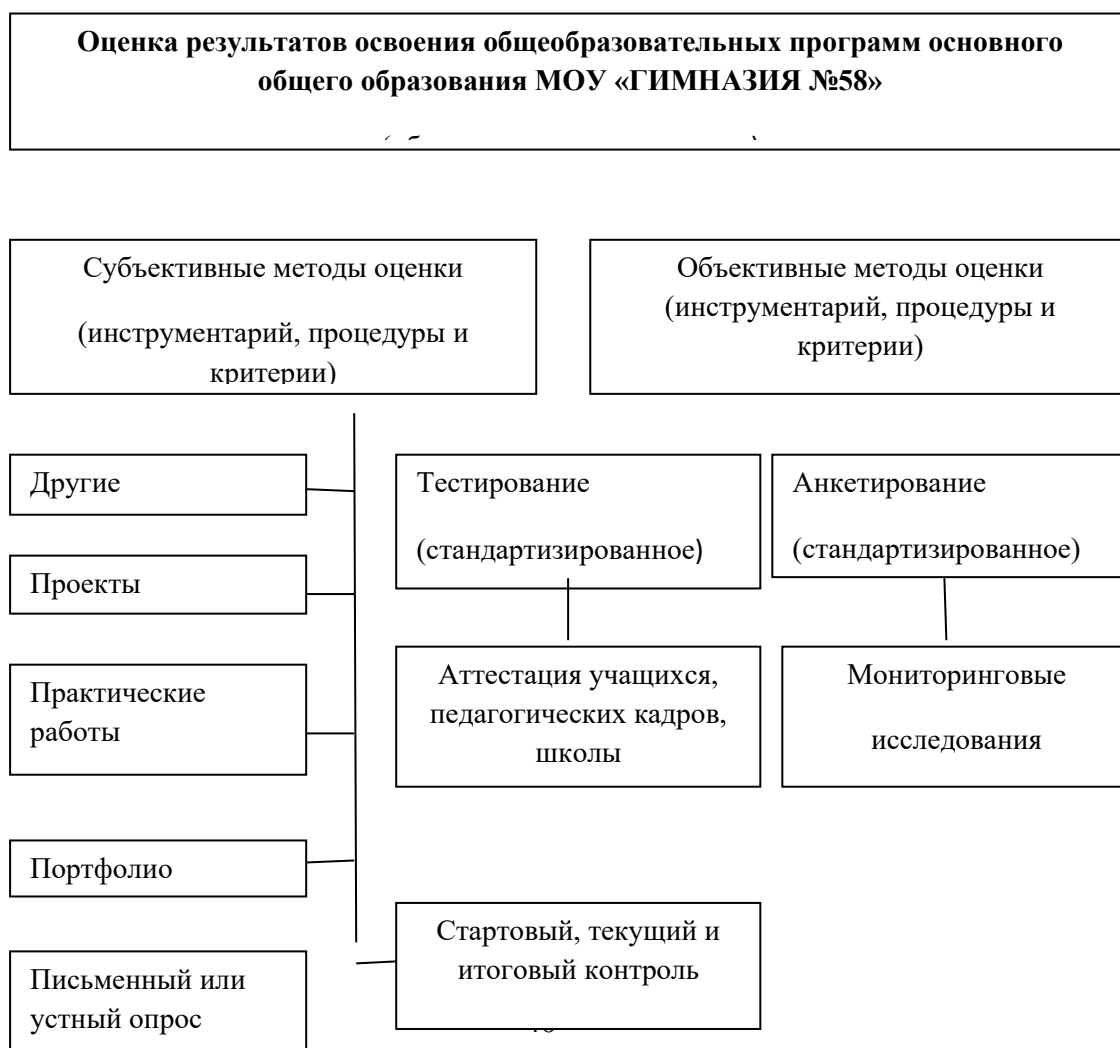 Оценка результатов освоения общеобразовательных программ основного
общего образования МОУ «ГИМНАЗИЯ №58»
Субъективные методы оценки
(инструментарий, процедуры и
критерии)
Объективные методы оценки
(инструментарий, процедуры и
критерии)
Другие
Тестирование
(стандартизированное)
Анкетирование
(стандартизированное)
Проекты
Практические
работы
Аттестация учащихся,
педагогических кадров,
школы
Мониторинговые
исследования
Портфолио
Стартовый, текущий и
итоговый контроль
Письменный или
устный опрос